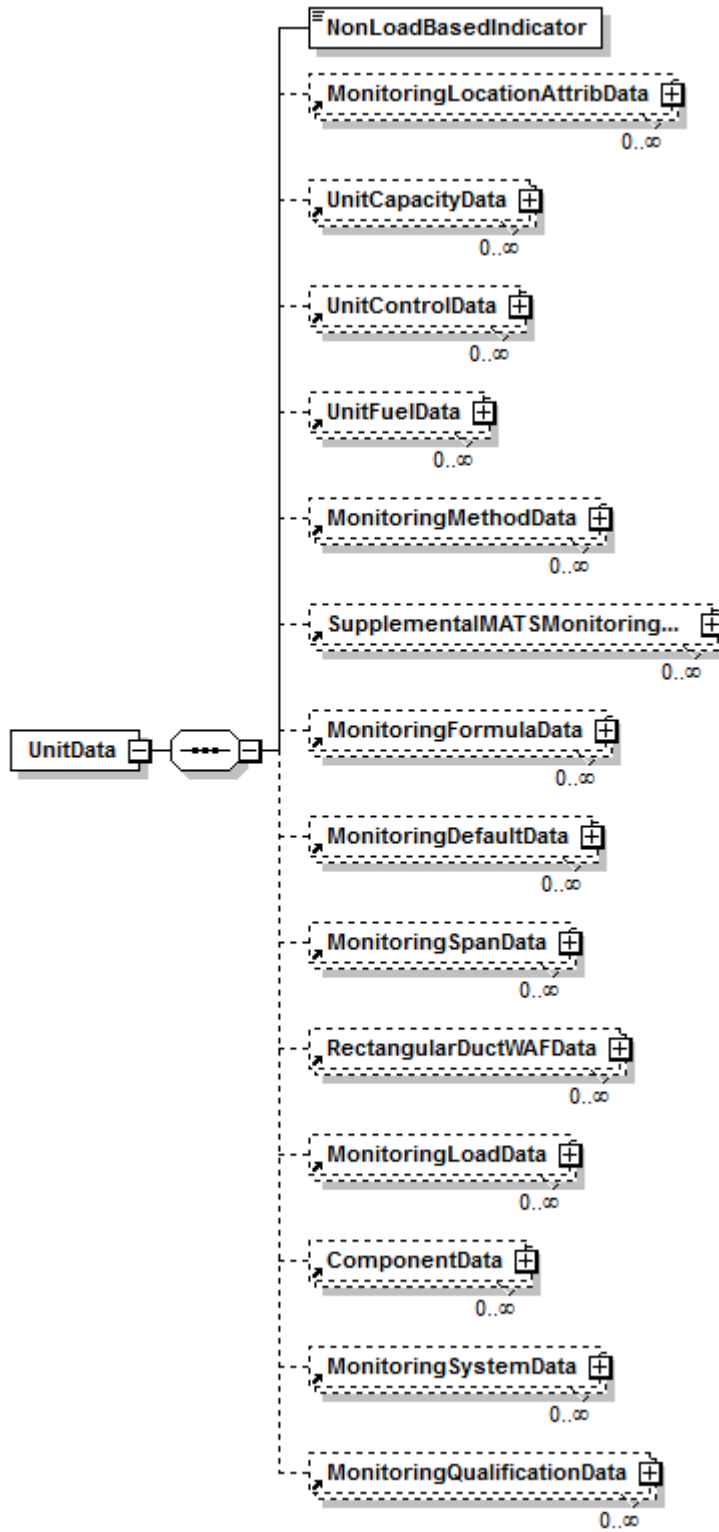 NonLoadBasedIndicator
MonitoringLocationAttribData
0..∞
UnitCapacityData
0..∞
UnitControlData
0..∞
UnitFuelData
0..∞
MonitoringMethodData
0..∞
SupplementalMATSMonitoring...
0..∞
UnitData
MonitoringFormulaData
0..∞
MonitoringDefaultData
0..∞
MonitoringSpanData
0..∞
RectangularDuctWAFData
0..∞
MonitoringLoadData
0..∞
ComponentData
0..∞
MonitoringSystemData
0..∞
MonitoringQualificationData
0..∞